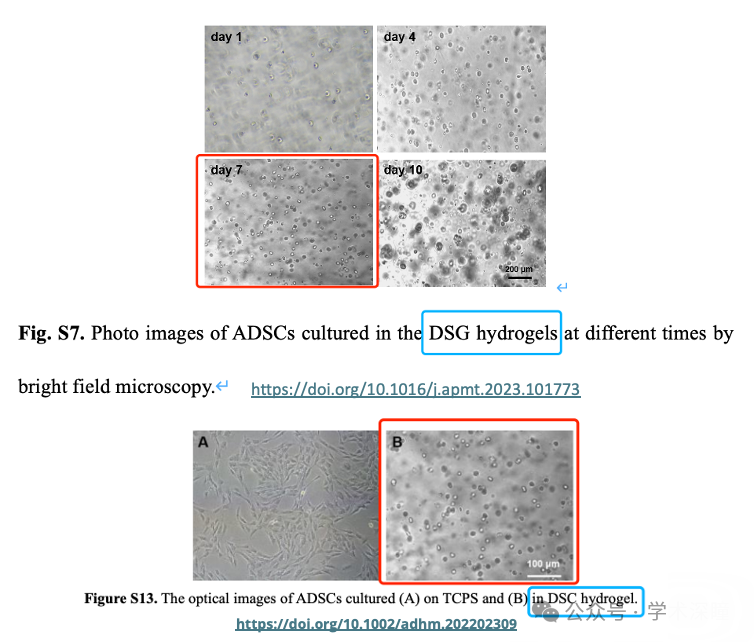 day 1
day 4
day 7
day 10
200 μm
Fig. S7. Photo images of ADSCs cultured in the DSG hydrogels at different times by
bright field microscopy. https://doi.org/10.1016/j.apmt.2023.101773
A
B
100 μm
Figure S13. The optical images of ADSCs cultured (A) on TCPS and (B) in DSC hydrogel.
公众号 · 学
https://doi.org/10.1002/adhm.202202309